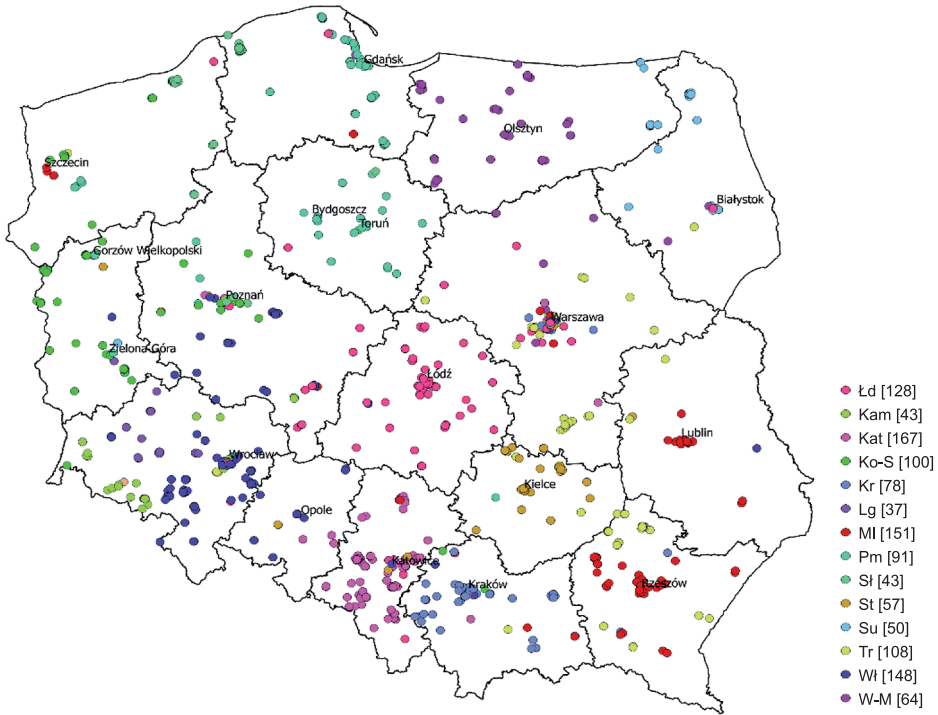 Gdańsk
Olsztyn
Szczecin
Białystok
Bydgoszcz
Toruń
Gorzów Wielkopolski
Poznań
Warszawa
Zielona Góra
Łódź
Lublin
Wrocław
Kielce
Opole
Katowice
Kraków
Rzeszów
Łd [128]
Kam [43]
Kat [167]
Ko-S [100]
Kr [78]
Lg [37]
Ml [151]
Pm [91]
Sł [43]
St [57]
Su [50]
Tr [108]
Wł [148]
W-M [64]